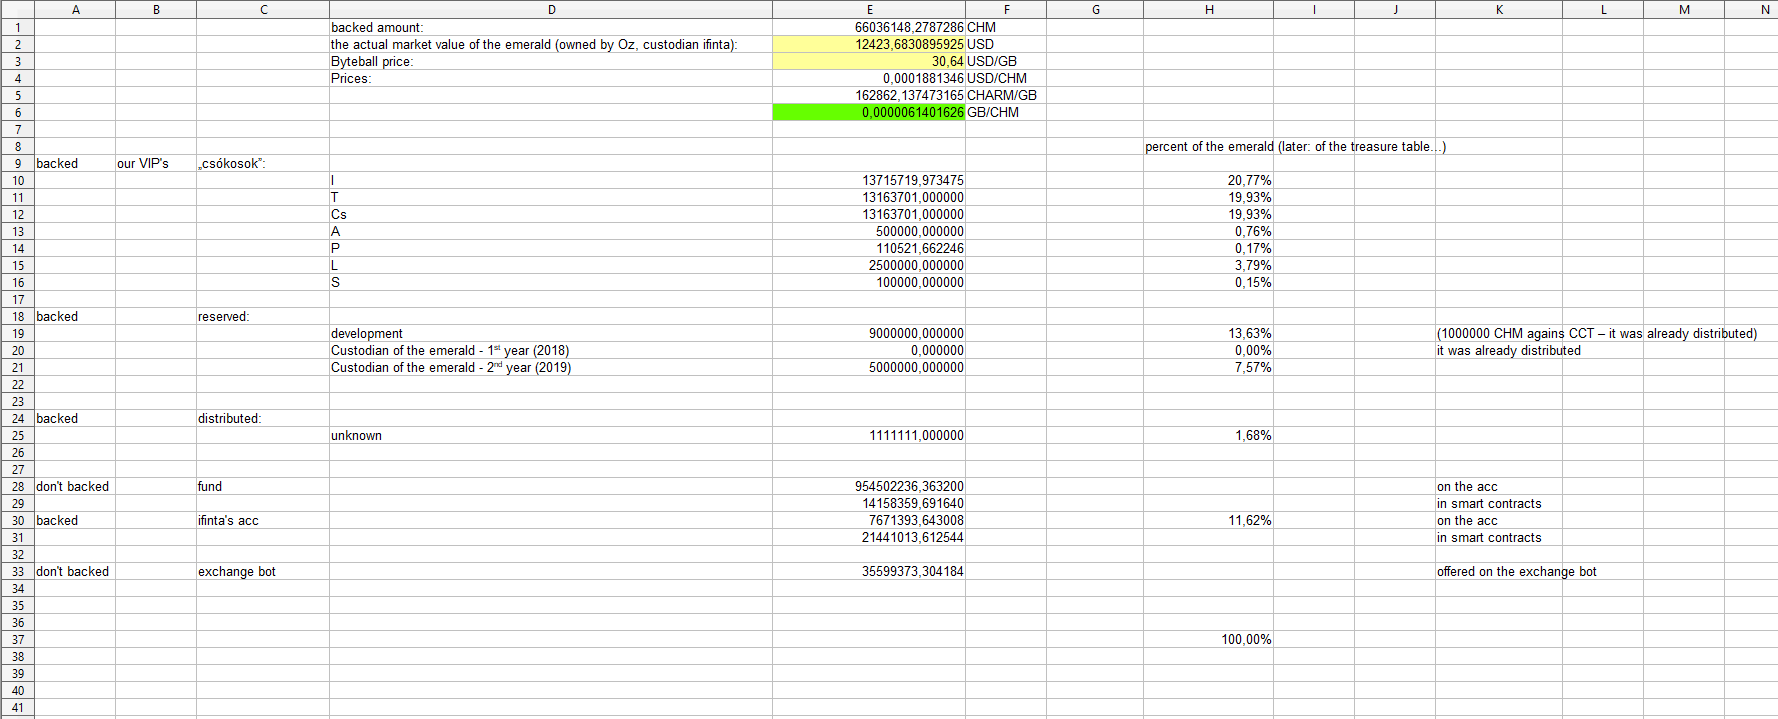 A B C D E F G H I J K L M N
1 backed amount: 66036148,2787286 CHM
2 the actual market value of the emerald (owned by Oz, custodian ifinta): 12423,6830895925 USD
3 Byteball price: 30,64 USD/GB
4 Prices: 0,0001881346 USD/CHM
5 162862,137473165 CHARM/GB
6 0,0000061401626 GB/CHM
7
8 percent of the emerald (later: of the treasure table...)
9 backed our VIP's „csókosok”:
10 I 13715719,973475 20,77%
11 T 13163701,000000 19,93%
12 Cs 13163701,000000 19,93%
13 A 500000,000000 0,76%
14 P 110521,662246 0,17%
15 L 2500000,000000 3,79%
16 S 100000,000000 0,15%
17
18 backed reserved:
19 development 9000000,000000 13,63% (1000000 CHM agains CCT – it was already distributed)
20 Custodian of the emerald - 1st year (2018) 0,000000 0,00% it was already distributed
21 Custodian of the emerald - 2nd year (2019) 5000000,000000 7,57%
22
23
24 backed distributed:
25 unknown 1111111,000000 1,68%
26
27
28 don't backed fund 954502236,363200 on the acc
29 14158359,691640 in smart contracts
30 backed ifinta's acc 7671393,643008 11,62% on the acc
31 21441013,612544 in smart contracts
32
33 don't backed exchange bot 35599373,304184 offered on the exchange bot
34
35
36
37 100,00%
38
39
40
41